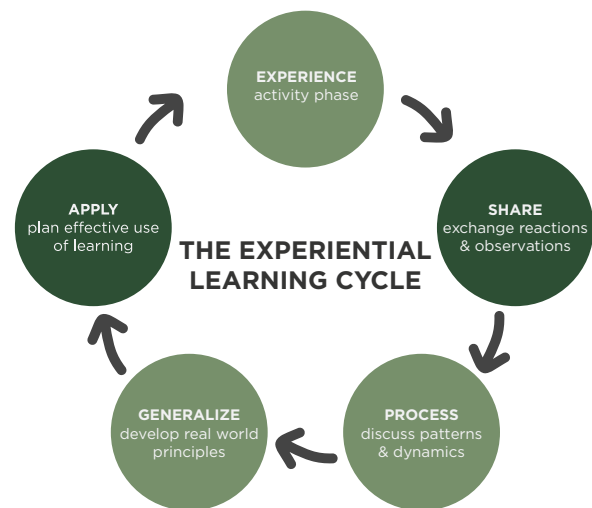 EXPERIENCE
activity phase
SHARE
exchange reactions
& observations
PROCESS
discuss patterns
& dynamics
GENERALIZE
develop real world
principles
APPLY
plan effective use
of learning
THE EXPERIENTIAL
LEARNING CYCLE